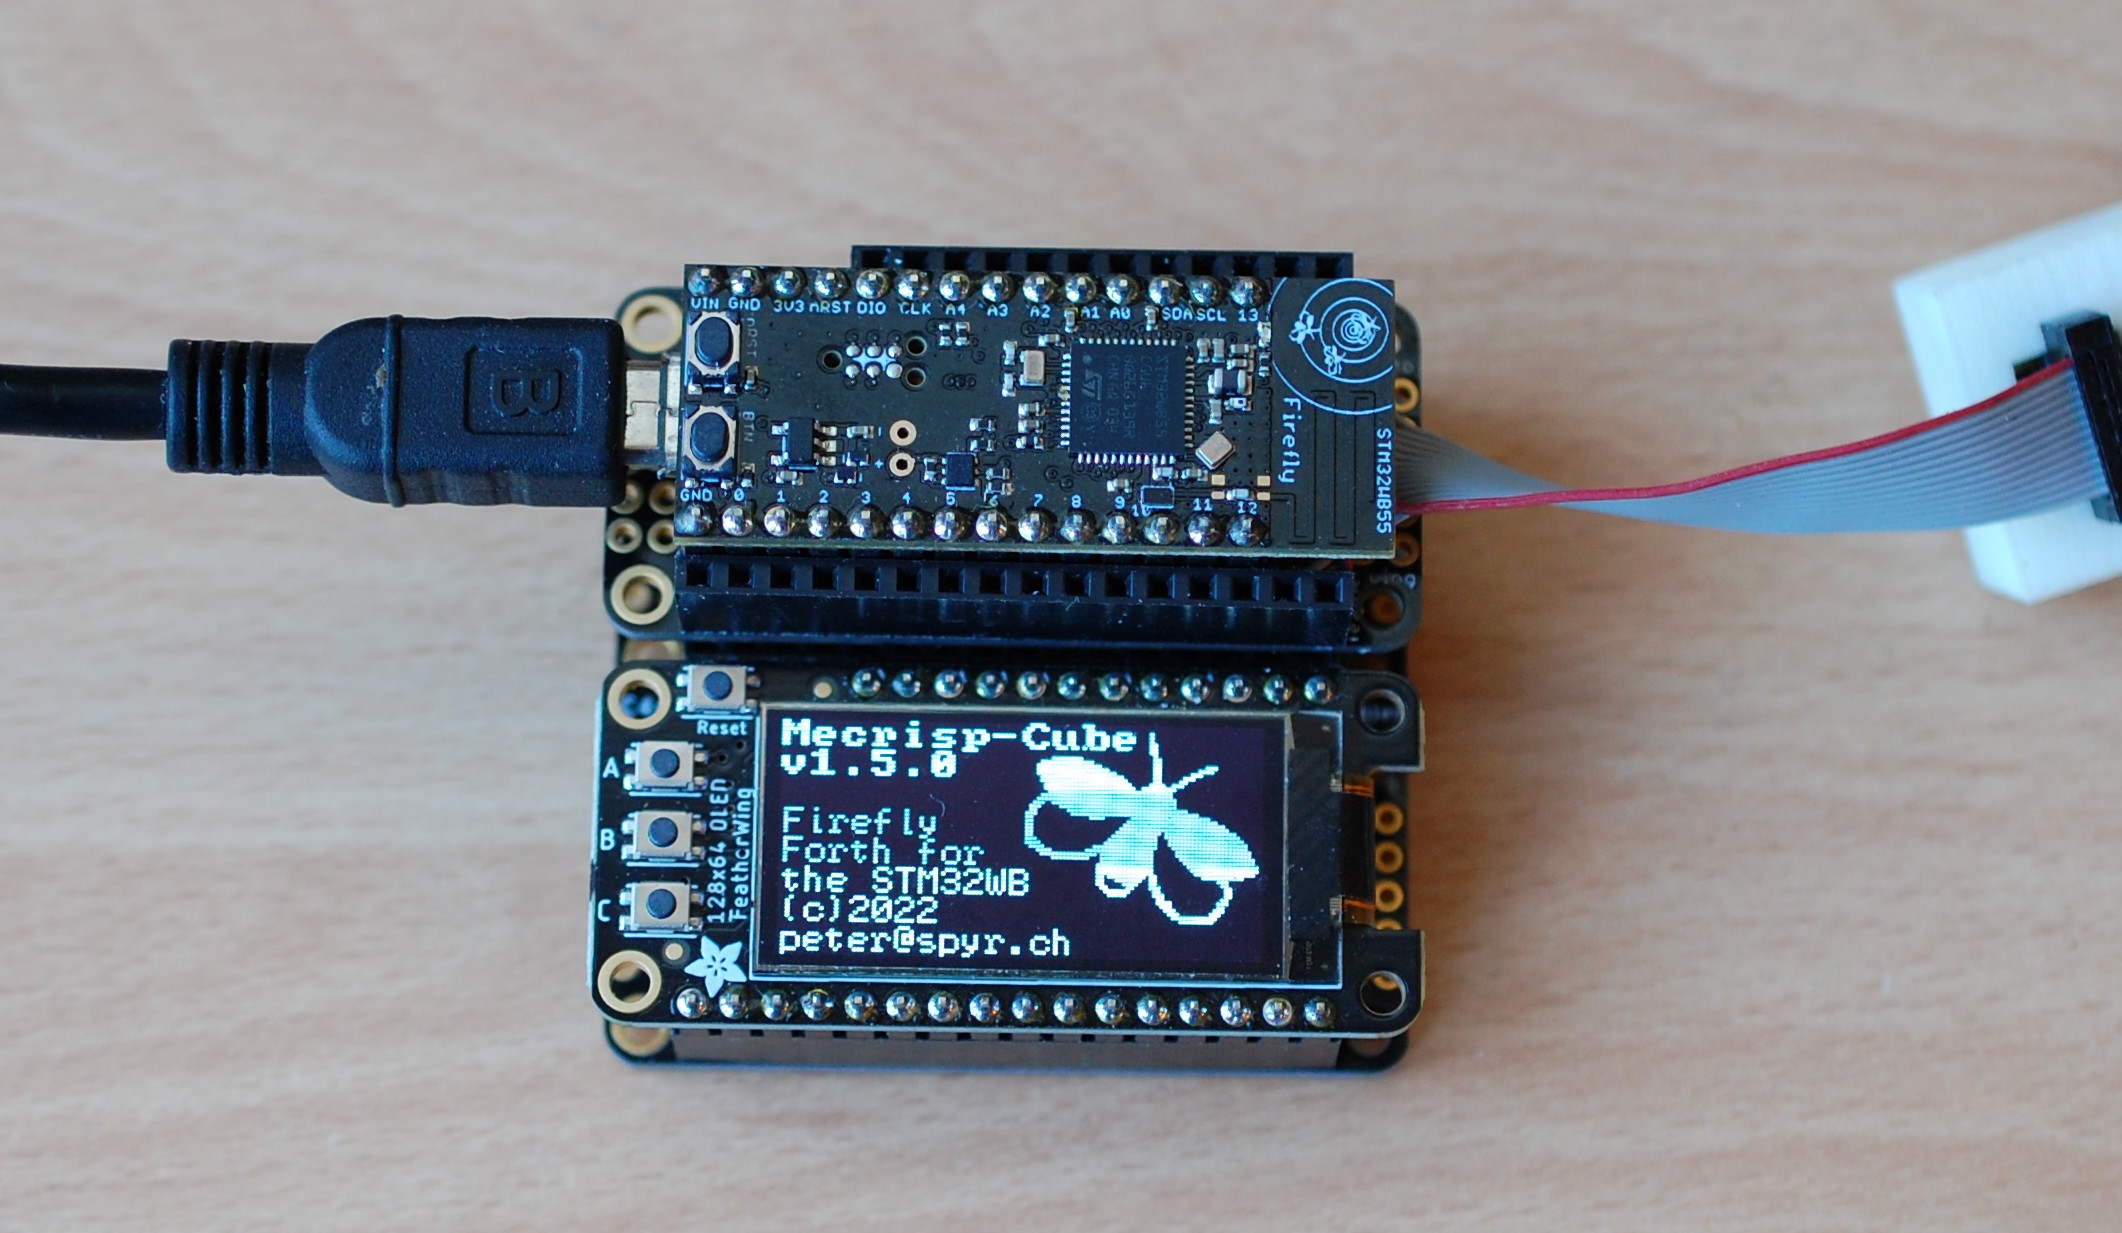 VIN GND 3V3 nRST DIO CLK A4 A3 A2 A1 A0 SDA SCL 13
B
BTN
Firefly
STM32WB55
GND 0 1 2 3 4 5 6 7 8 9 10 11 12
Reset
A
B
C
128x64 OLED
FeatherWing
Mecrisp-Cube
v1.5.0
Firefly
Forth for
the STM32WB
(c)2022
peter@spyr.ch